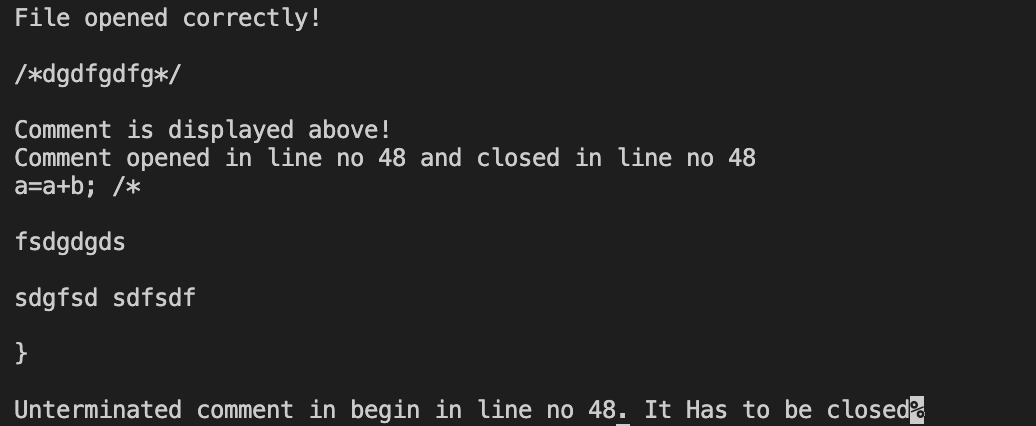 File opened correctly!
/*dgdfgdfg*/
Comment is displayed above!
Comment opened in line no 48 and closed in line no 48
a=a+b; /*
fsdgdgds
sdgfsd sdfsdf
}
Unterminated comment in begin in line no 48. It Has to be closed%